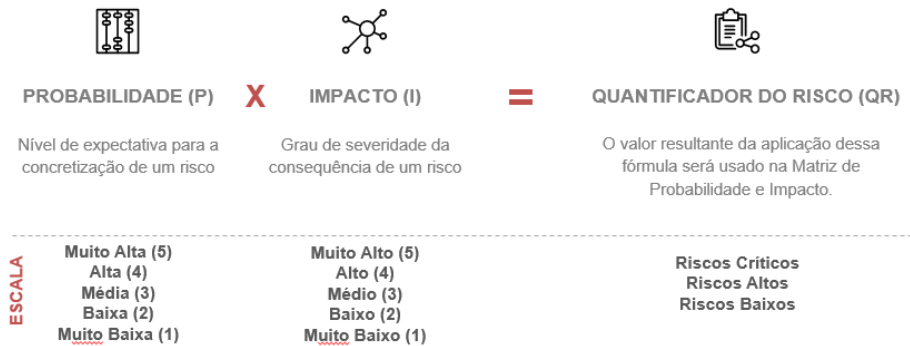 PROBABILIDADE (P)
X
IMPACTO (I)
=
QUANTIFICADOR DO RISCO (QR)
Nível de expectativa para a
concretização de um risco
Grau de severidade da
consequência de um risco
O valor resultante da aplicação dessa
fórmula será usado na Matriz de
Probabilidade e Impacto.
ESCALA
Muito Alta (5)
Alta (4)
Média (3)
Baixa (2)
Muito Baixa (1)
Muito Alto (5)
Alto (4)
Médio (3)
Baixo (2)
Muito Baixo (1)
Riscos Críticos
Riscos Altos
Riscos Baixos